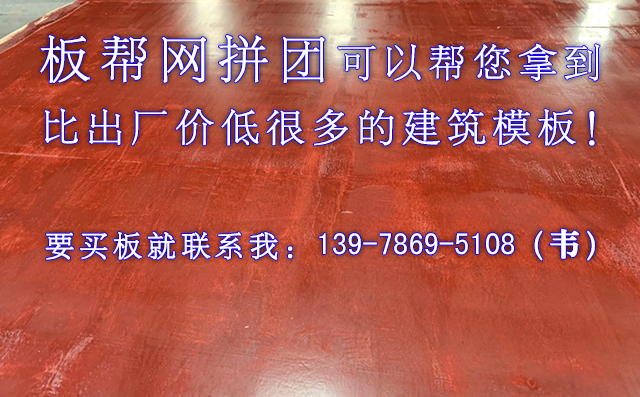 板帮网拼团可以帮您拿到
比出厂价低很多的建筑模板！
要买板就联系我：139-7869-5108（韦）